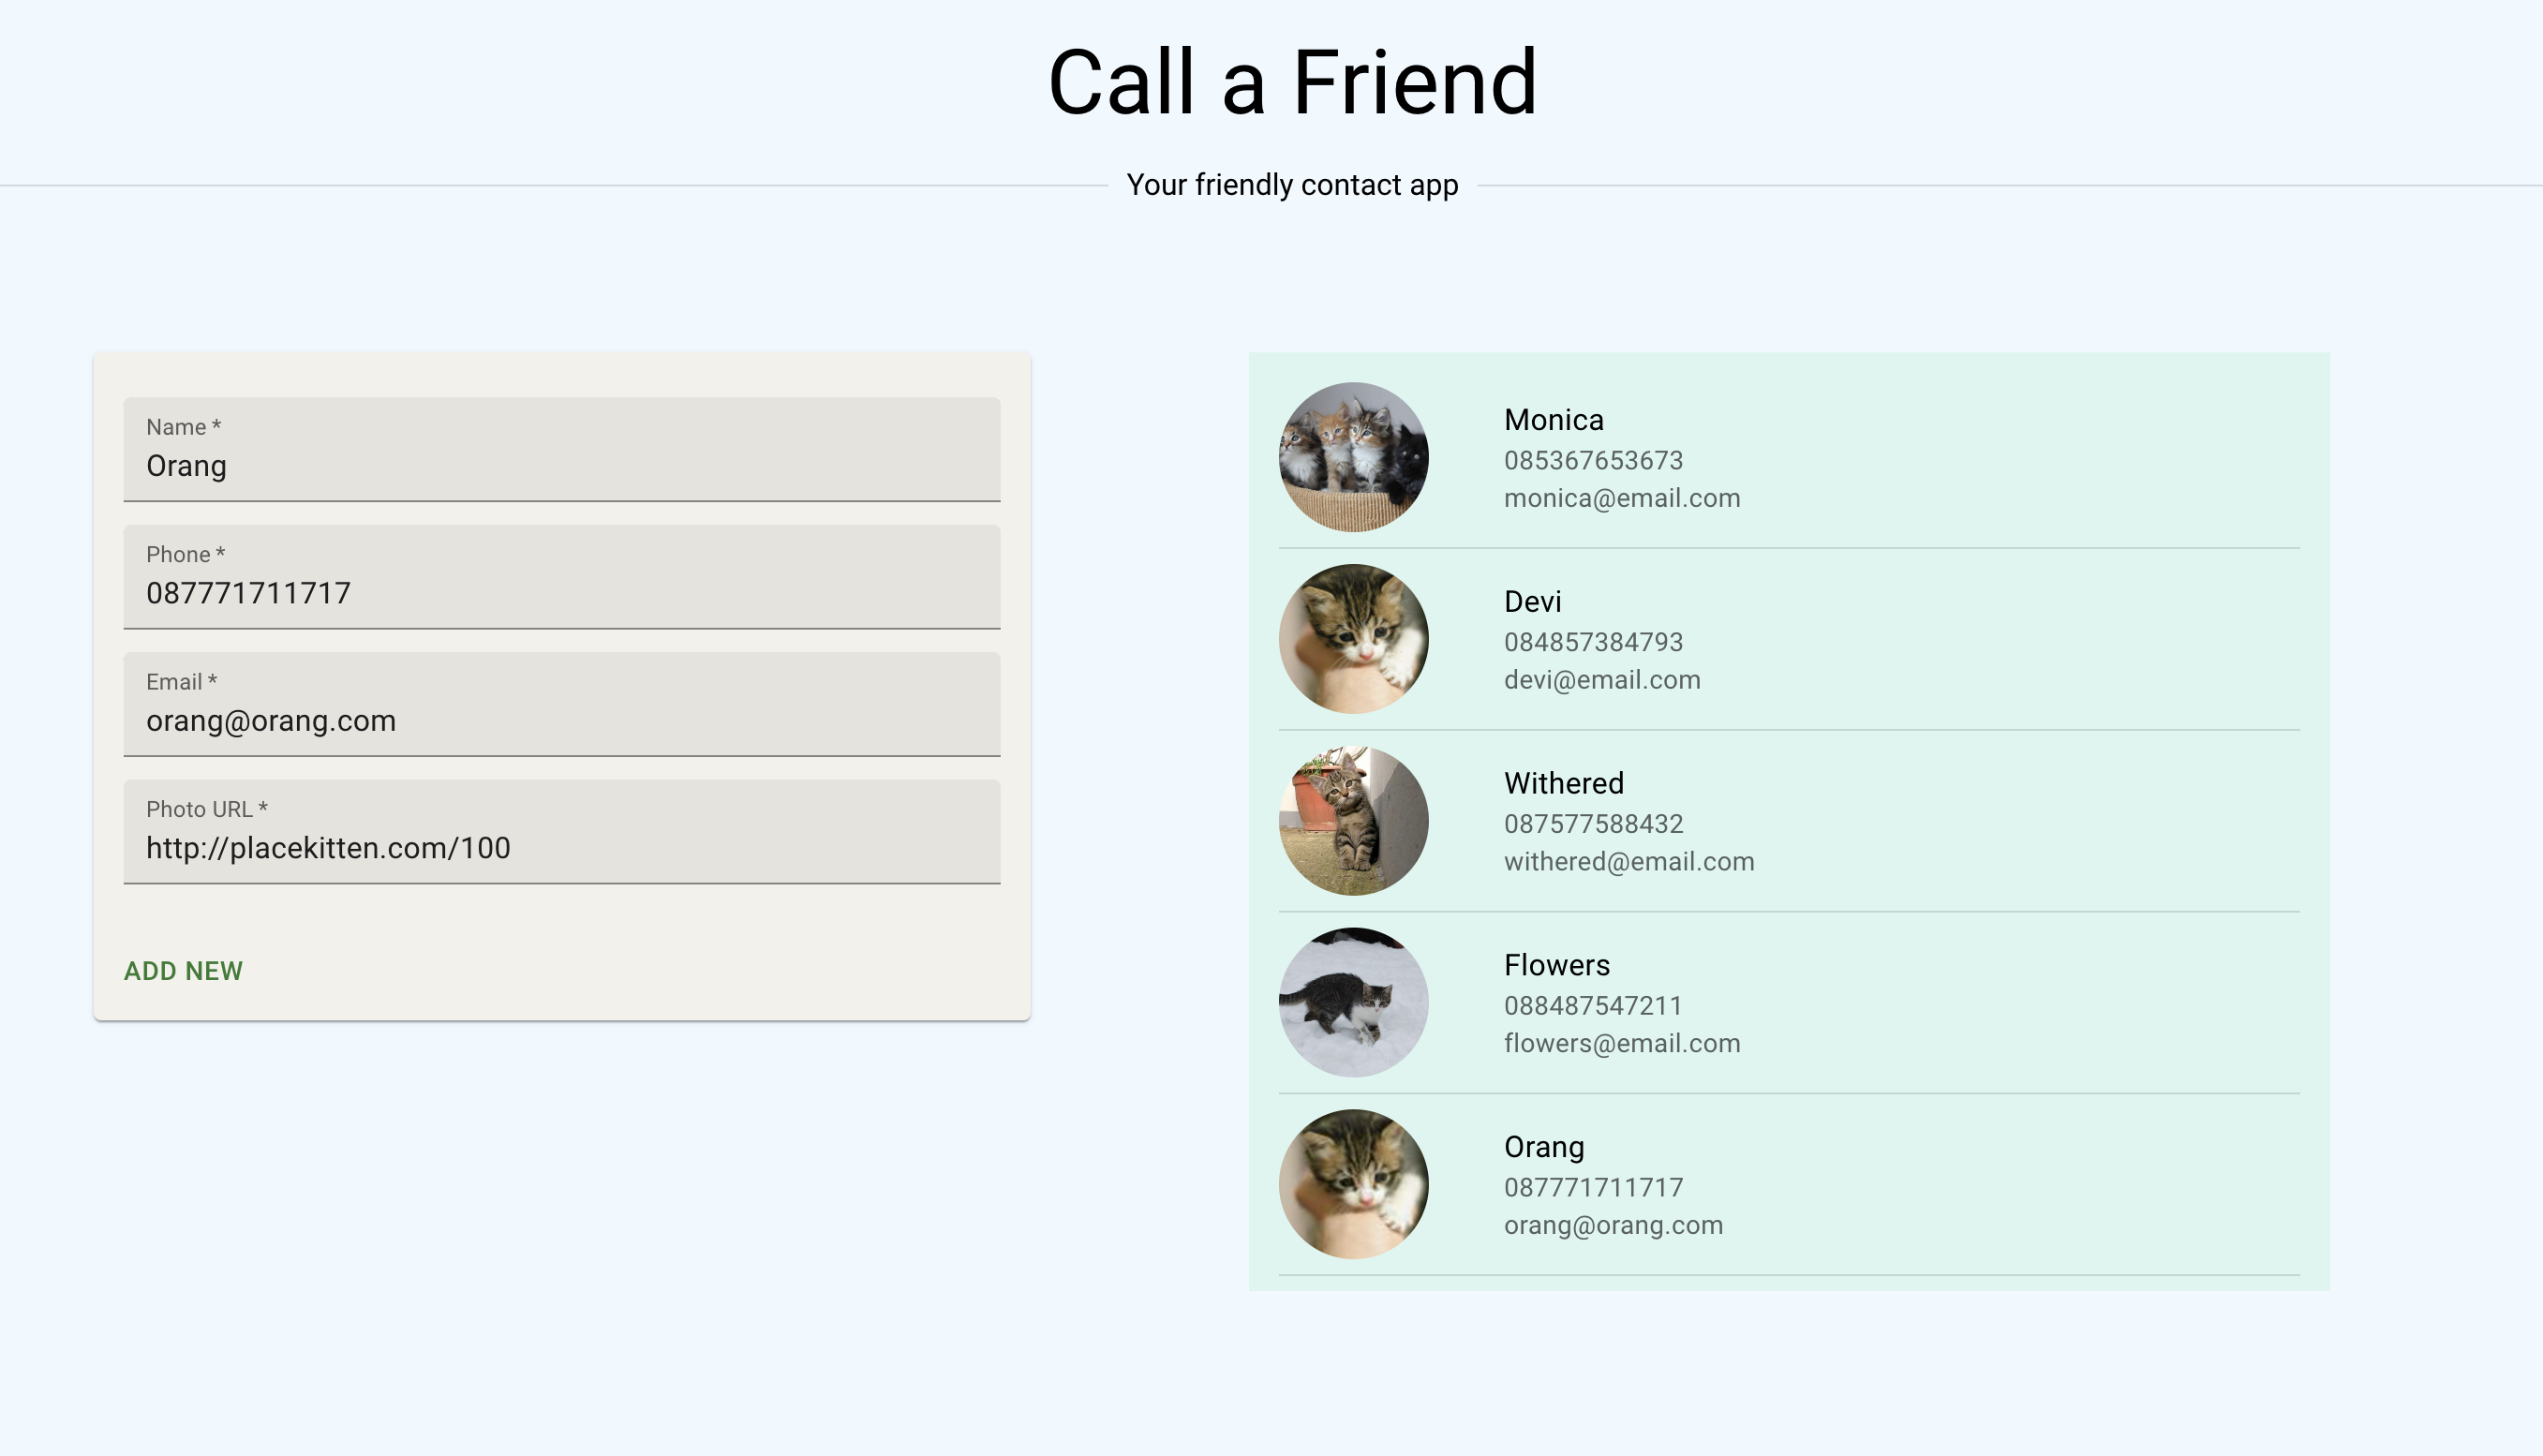 Call a Friend
Your friendly contact app
Name *
Orang
Phone *
087771711717
Email *
orang@orang.com
Photo URL *
http://placekitten.com/100
ADD NEW
Monica
085367653673
monica@email.com
Devi
084857384793
devi@email.com
Withered
087577588432
withered@email.com
Flowers
088487547211
flowers@email.com
Orang
087771711717
orang@orang.com